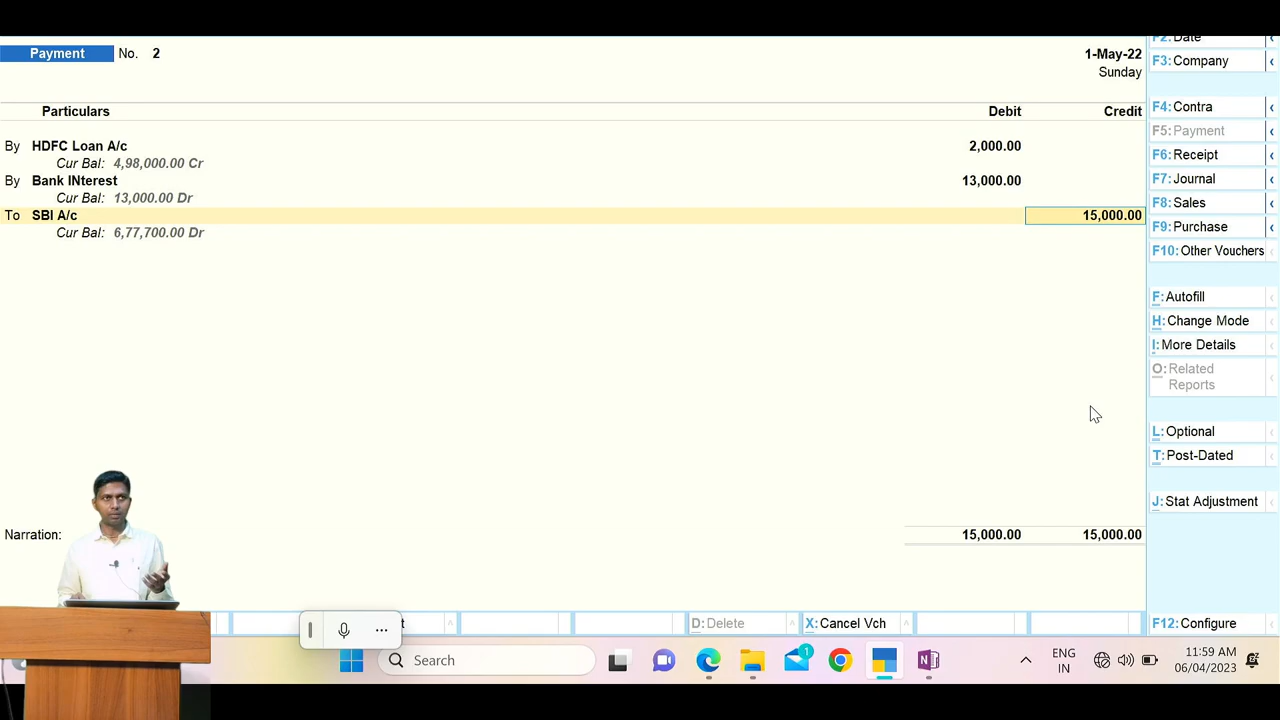 Payment No. 2 1-May-22
Sunday
Particulars Debit Credit
By HDFC Loan A/c 2,000.00
Cur Bal: 4,98,000.00 Cr
By Bank INterest 13,000.00
Cur Bal: 13,000.00 Dr
To SBI A/c 15,000.00
Cur Bal: 6,77,700.00 Dr
Narration: 15,000.00 15,000.00
F2: Date
F3: Company
F4: Contra
F5: Payment
F6: Receipt
F7: Journal
F8: Sales
F9: Purchase
F10: Other Vouchers
F: Autofill
H: Change Mode
I: More Details
O: Related
Reports
L: Optional
T: Post-Dated
J: Stat Adjustment
D: Delete X: Cancel Vch F12: Configure
Search 1 ENG
IN 11:59 AM
06/04/2023